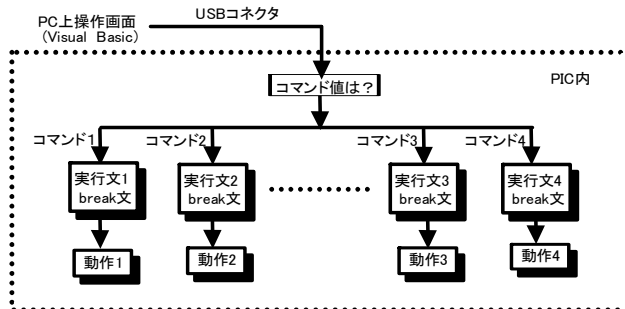 PC上操作画面
(Visual Basic)
USBコネクタ
コマンド値は？
PIC内
コマンド1
コマンド2
コマンド3
コマンド4
実行文1
break文
実行文2
break文
実行文3
break文
実行文4
break文
動作1
動作2
動作3
動作4